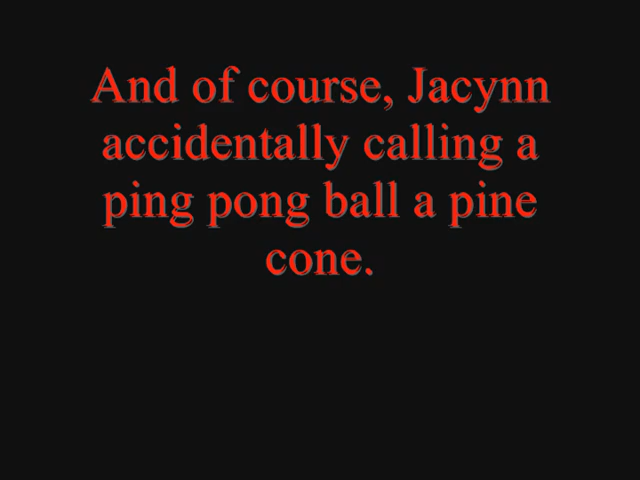 And of course, Jacynn
accidentally calling a
ping pong ball a pine
cone.